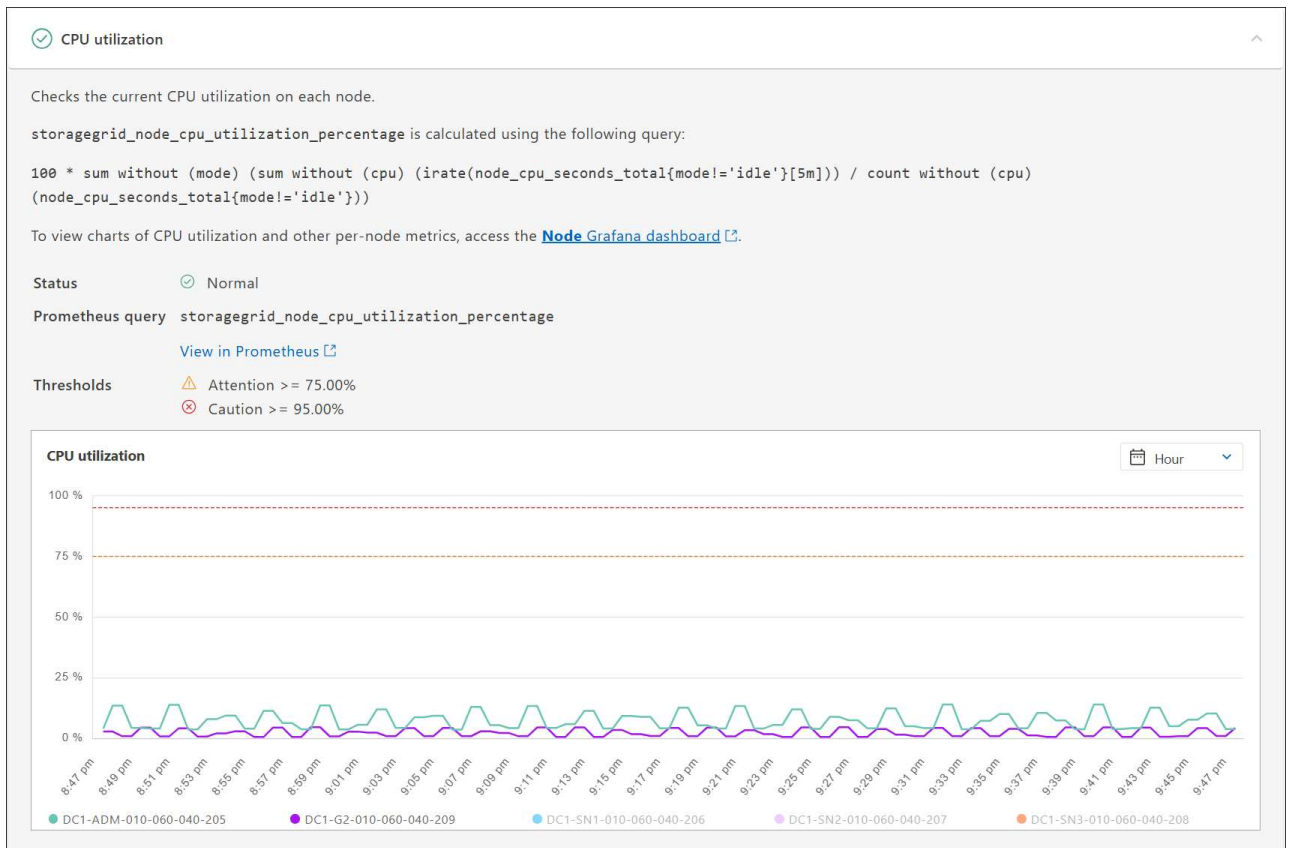 CPU utilization
Checks the current CPU utilization on each node.
storagegrid_node_cpu_utilization_percentage is calculated using the following query:
100 * sum without (mode) (sum without (cpu) (irate(node_cpu_seconds_total{mode!='idle'}[5m])) / count without (cpu)
(node_cpu_seconds_total{mode!='idle'}))
To view charts of CPU utilization and other per-node metrics, access the Node Grafana dashboard.
Status Normal
Prometheus query storagegrid_node_cpu_utilization_percentage
View in Prometheus
Thresholds Attention >= 75.00%
Caution >= 95.00%
CPU utilization Hour
100 %
75 %
50 %
25 %
0 %
8:47 pm 8:49 pm 8:51 pm 8:53 pm 8:55 pm 8:57 pm 8:59 pm 9:01 pm 9:03 pm 9:05 pm 9:07 pm 9:09 pm 9:11 pm 9:13 pm 9:15 pm 9:17 pm 9:19 pm 9:21 pm 9:23 pm 9:25 pm 9:27 pm 9:29 pm 9:31 pm 9:33 pm 9:35 pm 9:37 pm 9:39 pm 9:41 pm 9:43 pm 9:45 pm 9:47 pm
DC1-ADM-010-060-040-205 DC1-G2-010-060-040-209 DC1-SN1-010-060-040-206 DC1-SN2-010-060-040-207 DC1-SN3-010-060-040-208